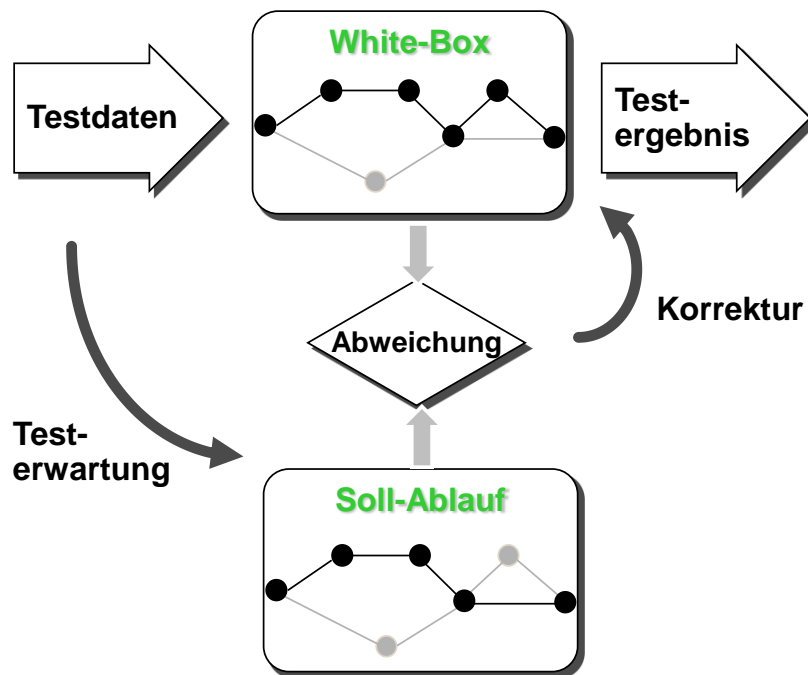 White-Box
Testdaten
Test-
ergebnis
Abweichung
Korrektur
Test-
erwartung
Soll-Ablauf